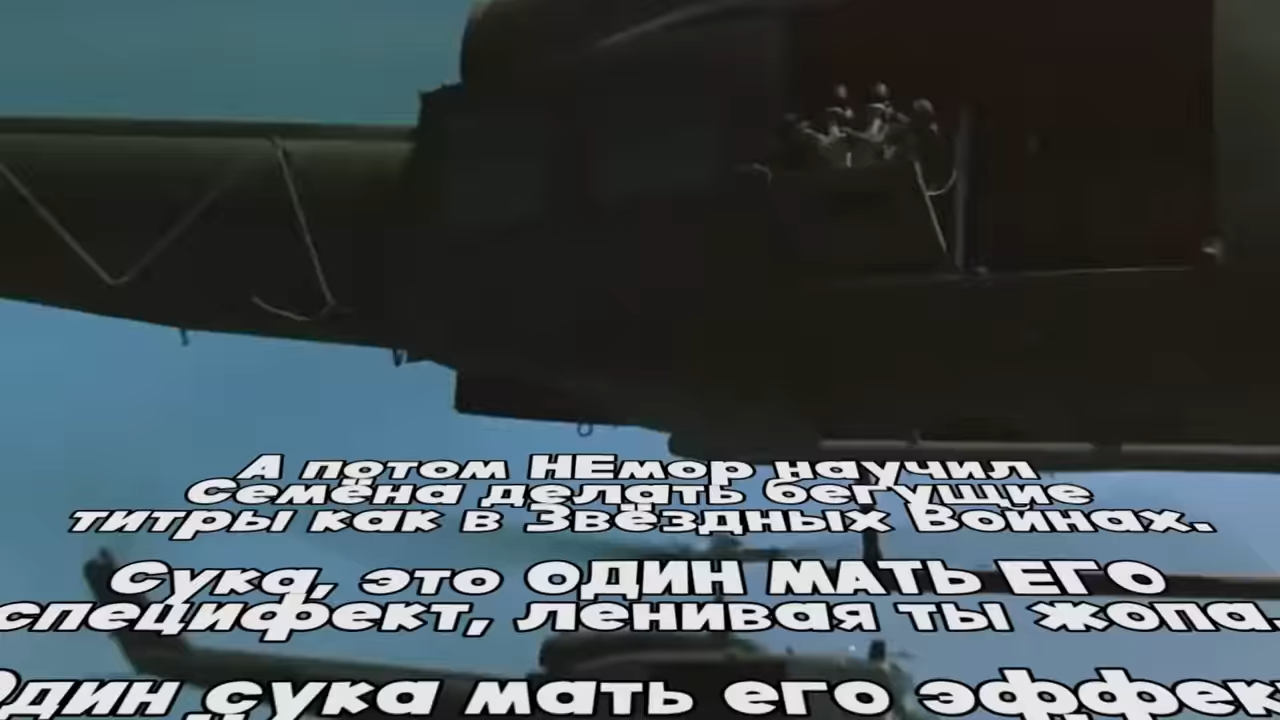 А потом НЕмор научил
Семёна делать бегущие
титры как в Звёздных Войнах.
Сука, это ОДИН МАТЬ ЕГО
специфект, ленивая ты жопа.
Один сука мать его эффект